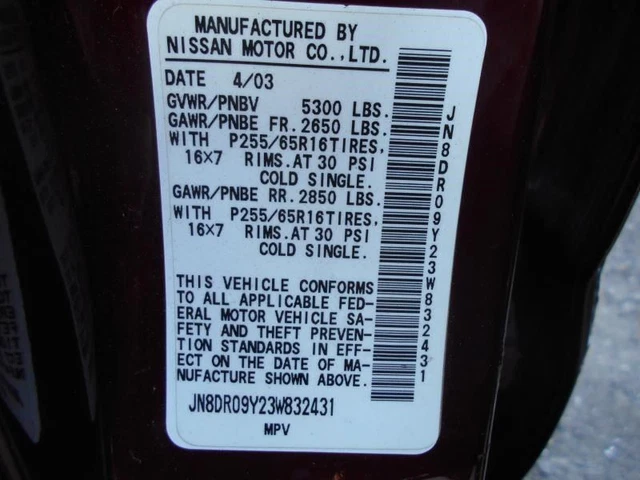 MANUFACTURED BY
NISSAN MOTOR CO.,LTD.
DATE 4/03
GVWR/PNBV 5300 LBS.
GAWR/PNBE FR. 2650 LBS.
WITH P255/65R16TIRES,
16×7 RIMS.AT 30 PSI
COLD SINGLE.
GAWR/PNBE RR. 2850 LBS.
WITH P255/65R16TIRES,
16×7 RIMS.AT 30 PSI
COLD SINGLE.
THIS VEHICLE CONFORMS
TO ALL APPLICABLE FED-
ERAL MOTOR VEHICLE SA-
FETY AND THEFT PREVEN-
TION STANDARDS IN EFF-
ECT ON THE DATE OF MA-
NUFACTURE SHOWN ABOVE.
JN8DR09Y23W832431
MPV
JN8DR09Y23W832431